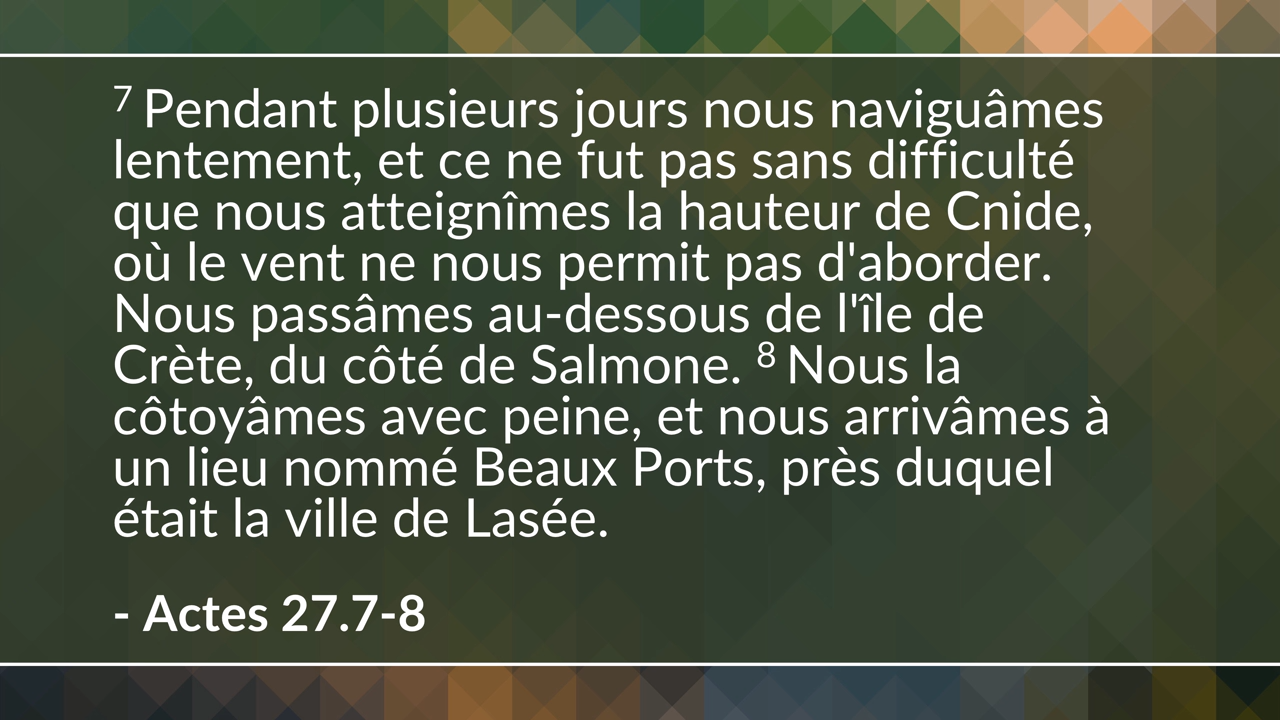 7 Pendant plusieurs jours nous naviguâmes
lentement, et ce ne fut pas sans difficulté
que nous atteignîmes la hauteur de Cnide,
où le vent ne nous permit pas d'aborder.
Nous passâmes au-dessous de l'île de
Crète, du côté de Salmone. 8 Nous la
côtoyâmes avec peine, et nous arrivâmes à
un lieu nommé Beaux Ports, près duquel
était la ville de Lasée.
- Actes 27.7-8